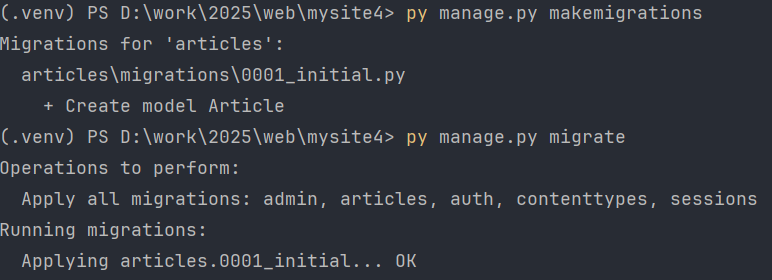 (.venv) PS D:\work\2025\web\mysite4> py manage.py makemigrations
Migrations for 'articles':
  articles\migrations\0001_initial.py
    + Create model Article
(.venv) PS D:\work\2025\web\mysite4> py manage.py migrate
Operations to perform:
  Apply all migrations: admin, articles, auth, contenttypes, sessions
Running migrations:
  Applying articles.0001_initial... OK